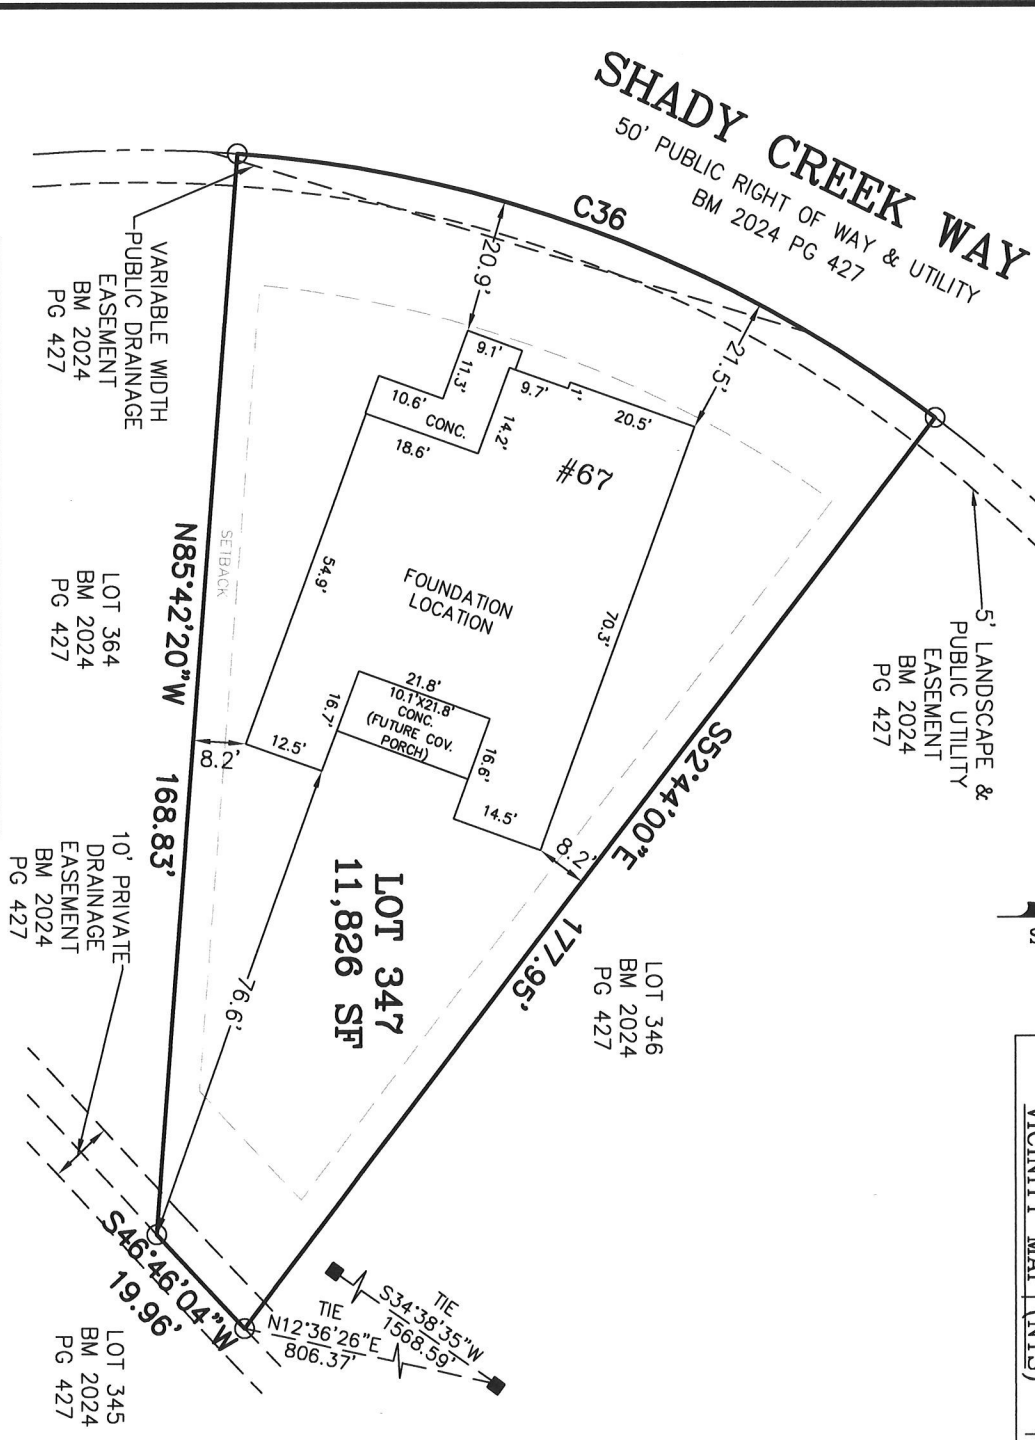 SHADY CREEK WAY
50' PUBLIC RIGHT OF WAY & UTILITY
BM 2024 PG 427
C36
20.9'
21.5'
VARIABLE WIDTH
PUBLIC DRAINAGE
EASEMENT
BM 2024
PG 427
9.1'
11.3'
10.6'
CONC.
9.7'
1'
20.5'
14.2'
18.6'
#67
5' LANDSCAPE &
PUBLIC UTILITY
EASEMENT
BM 2024
PG 427
SETBACK
N85°42'20"W 168.83'
LOT 364
BM 2024
PG 427
54.9'
FOUNDATION
LOCATION
70.3'
21.8'
10.1'X21.8'
CONC.
(FUTURE COV.
PORCH)
16.7'
16.6'
12.5'
14.5'
8.2'
8.2'
S52°44'00"E 177.95'
LOT 347
11,826 SF
76.6'
LOT 346
BM 2024
PG 427
10' PRIVATE
DRAINAGE
EASEMENT
BM 2024
PG 427
S46°46'04"W
19.96'
TIE
S34°38'35"W
1568.59'
TIE
N12°36'26"E
806.37'
LOT 345
BM 2024
PG 427
VICINITY MAP (NTS)